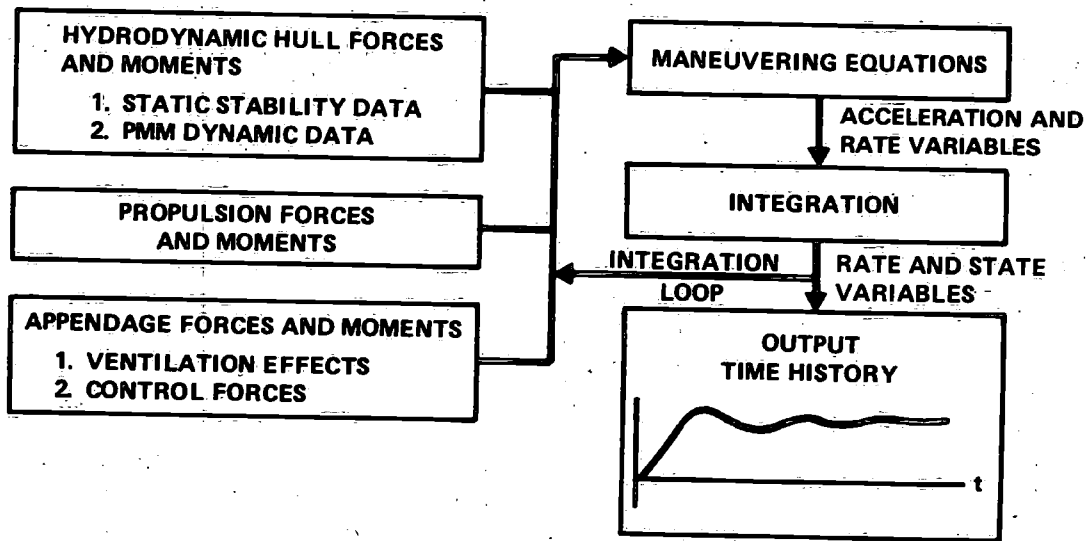 HYDRODYNAMIC HULL FORCES
AND MOMENTS
1. STATIC STABILITY DATA
2. PMM DYNAMIC DATA
PROPULSION FORCES
AND MOMENTS
APPENDAGE FORCES AND MOMENTS
1. VENTILATION EFFECTS
2. CONTROL FORCES
MANEUVERING EQUATIONS
ACCELERATION AND
RATE VARIABLES
INTEGRATION
INTEGRATION
LOOP
RATE AND STATE
VARIABLES
OUTPUT
TIME HISTORY
t